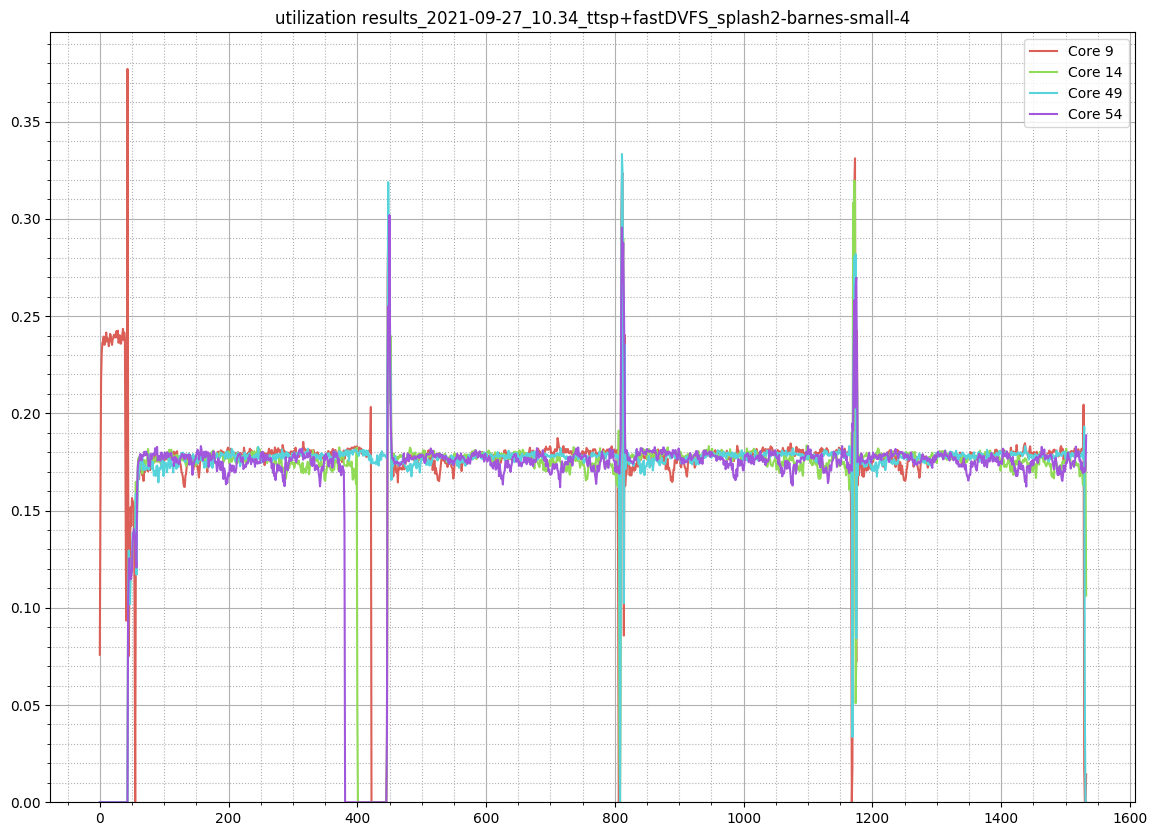 utilization results_2021-09-27_10.34_ttsp+fastDVFS_splash2-barnes-small-4
Core 9
Core 14
Core 49
Core 54
0.35
0.30
0.25
0.20
0.15
0.10
0.05
0.00
0 200 400 600 800 1000 1200 1400 1600